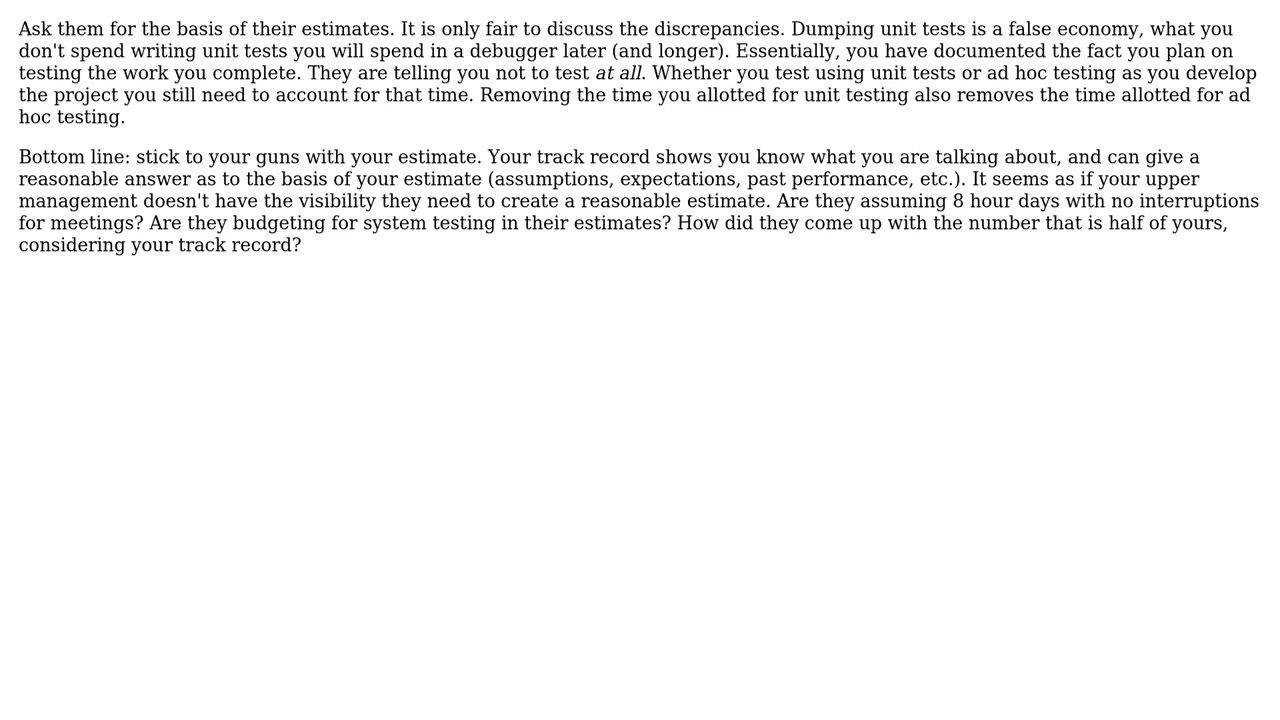 Ask them for the basis of their estimates. It is only fair to discuss the discrepancies. Dumping unit tests is a false economy, what you
don't spend writing unit tests you will spend in a debugger later (and longer). Essentially, you have documented the fact you plan on
testing the work you complete. They are telling you not to test at all. Whether you test using unit tests or ad hoc testing as you develop
the project you still need to account for that time. Removing the time you allotted for unit testing also removes the time allotted for ad
hoc testing.
Bottom line: stick to your guns with your estimate. Your track record shows you know what you are talking about, and can give a
reasonable answer as to the basis of your estimate (assumptions, expectations, past performance, etc.). It seems as if your upper
management doesn't have the visibility they need to create a reasonable estimate. Are they assuming 8 hour days with no interruptions
for meetings? Are they budgeting for system testing in their estimates? How did they come up with the number that is half of yours,
considering your track record?